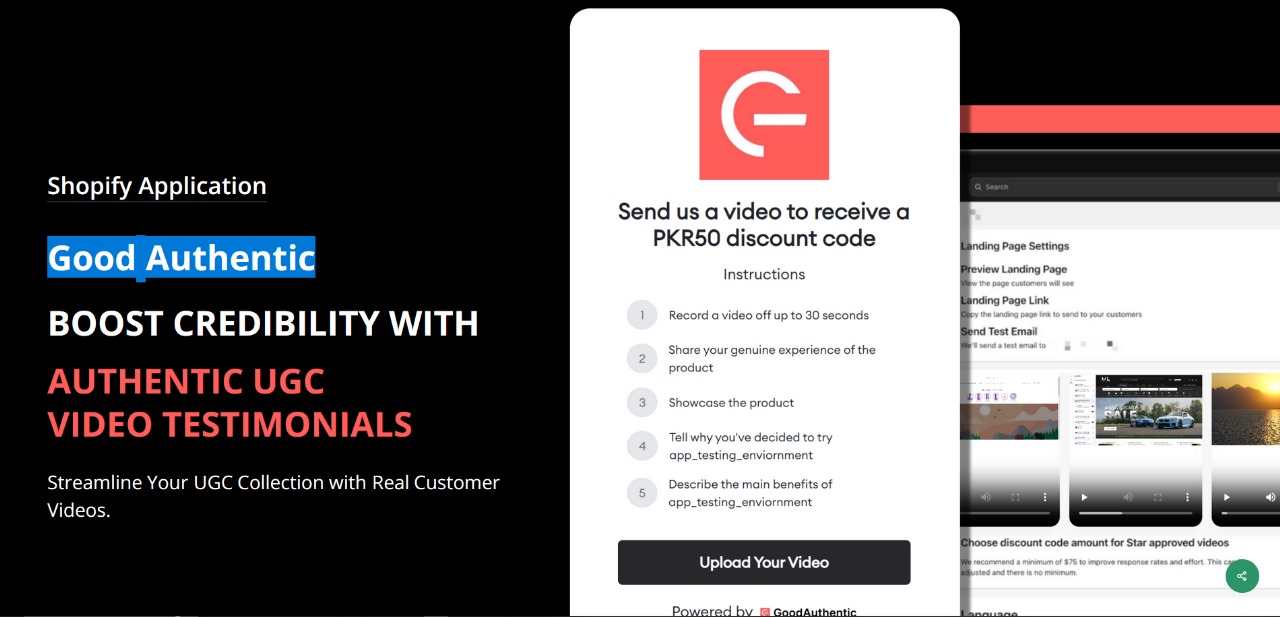 Shopify Application
Good Authentic
BOOST CREDIBILITY WITH
AUTHENTIC UGC
VIDEO TESTIMONIALS
Streamline Your UGC Collection with Real Customer
Videos.
Send us a video to receive a
PKR50 discount code
Instructions
1 Record a video off up to 30 seconds
2 Share your genuine experience of the
product
3 Showcase the product
4 Tell why you've decided to try
app_testing_enviornment
5 Describe the main benefits of
app_testing_enviornment
Upload Your Video
Powered by GoodAuthentic
Search
Landing Page Settings
Preview Landing Page
View the page customers will see
Landing Page Link
Copy the landing page link to send to your customers
Send Test Email
We'll send a test email to
SALE
Choose discount code amount for Star approved videos
We recommend a minimum of $75 to improve response rates and effort. This can
adjusted and there is no minimum.
Language